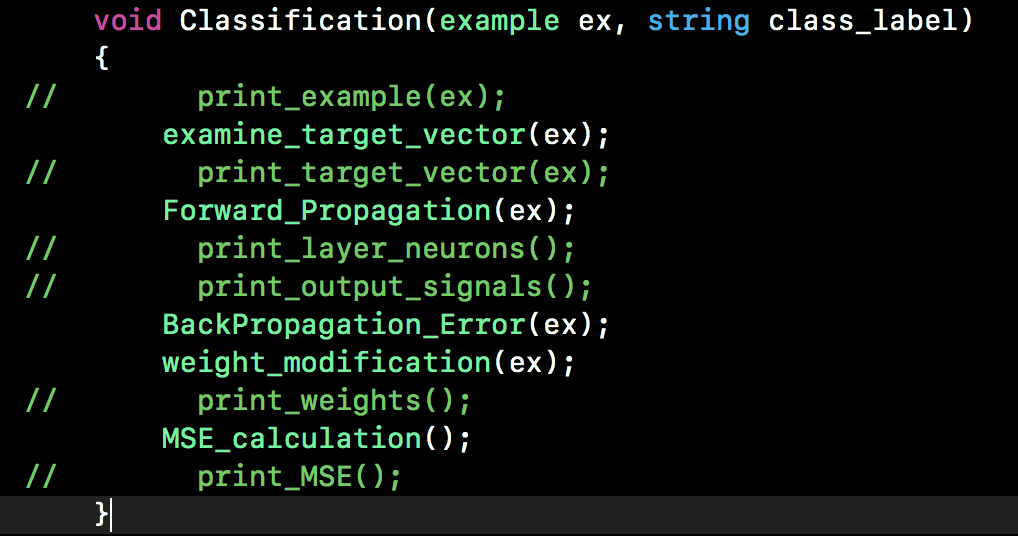 void Classification(example ex, string class_label)
{
//        print_example(ex);
examine_target_vector(ex);
//        print_target_vector(ex);
Forward_Propagation(ex);
//        print_layer_neurons();
//        print_output_signals();
BackPropagation_Error(ex);
weight_modification(ex);
//        print_weights();
MSE_calculation();
//        print_MSE();
}